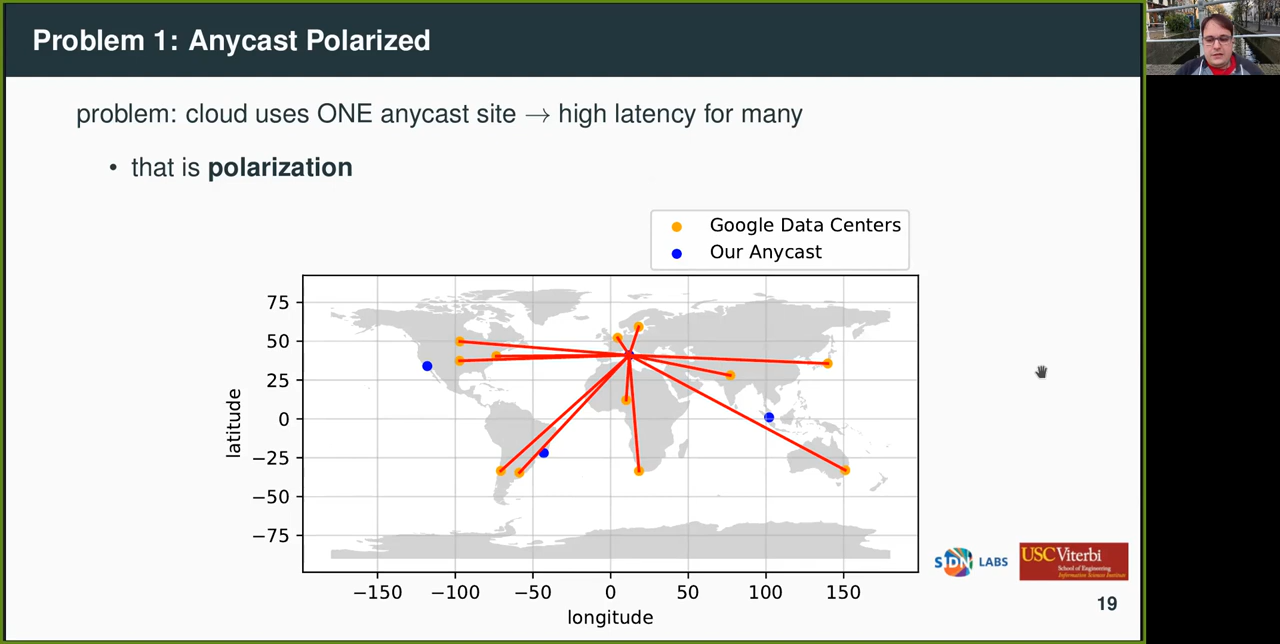 Problem 1: Anycast Polarized
problem: cloud uses ONE anycast site → high latency for many
• that is polarization
Google Data Centers
Our Anycast
75
50
25
0
−25
−50
−75
latitude
−150
−100
−50
0
50
100
150
longitude
SIDN LABS
USC Viterbi
School of Engineering
Information Sciences Institute
19